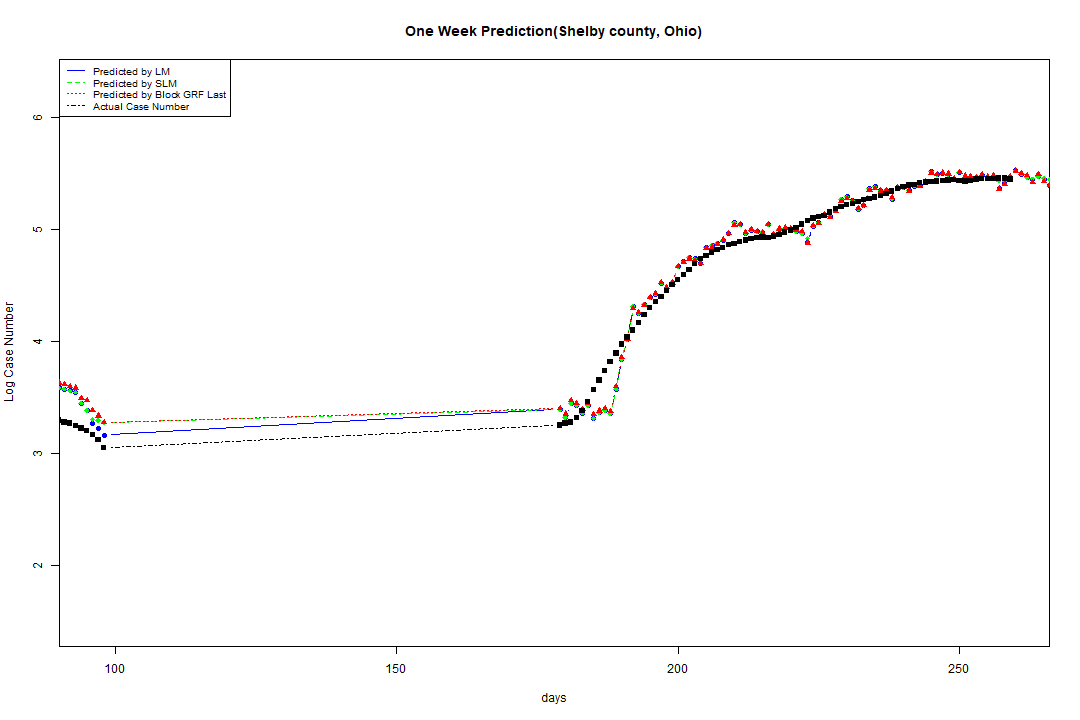 One Week Prediction(Shelby county, Ohio)
Predicted by LM
Predicted by SLM
Predicted by Block GRF Last
Actual Case Number
Log Case Number
6
5
4
3
2
100 150 200 250
days